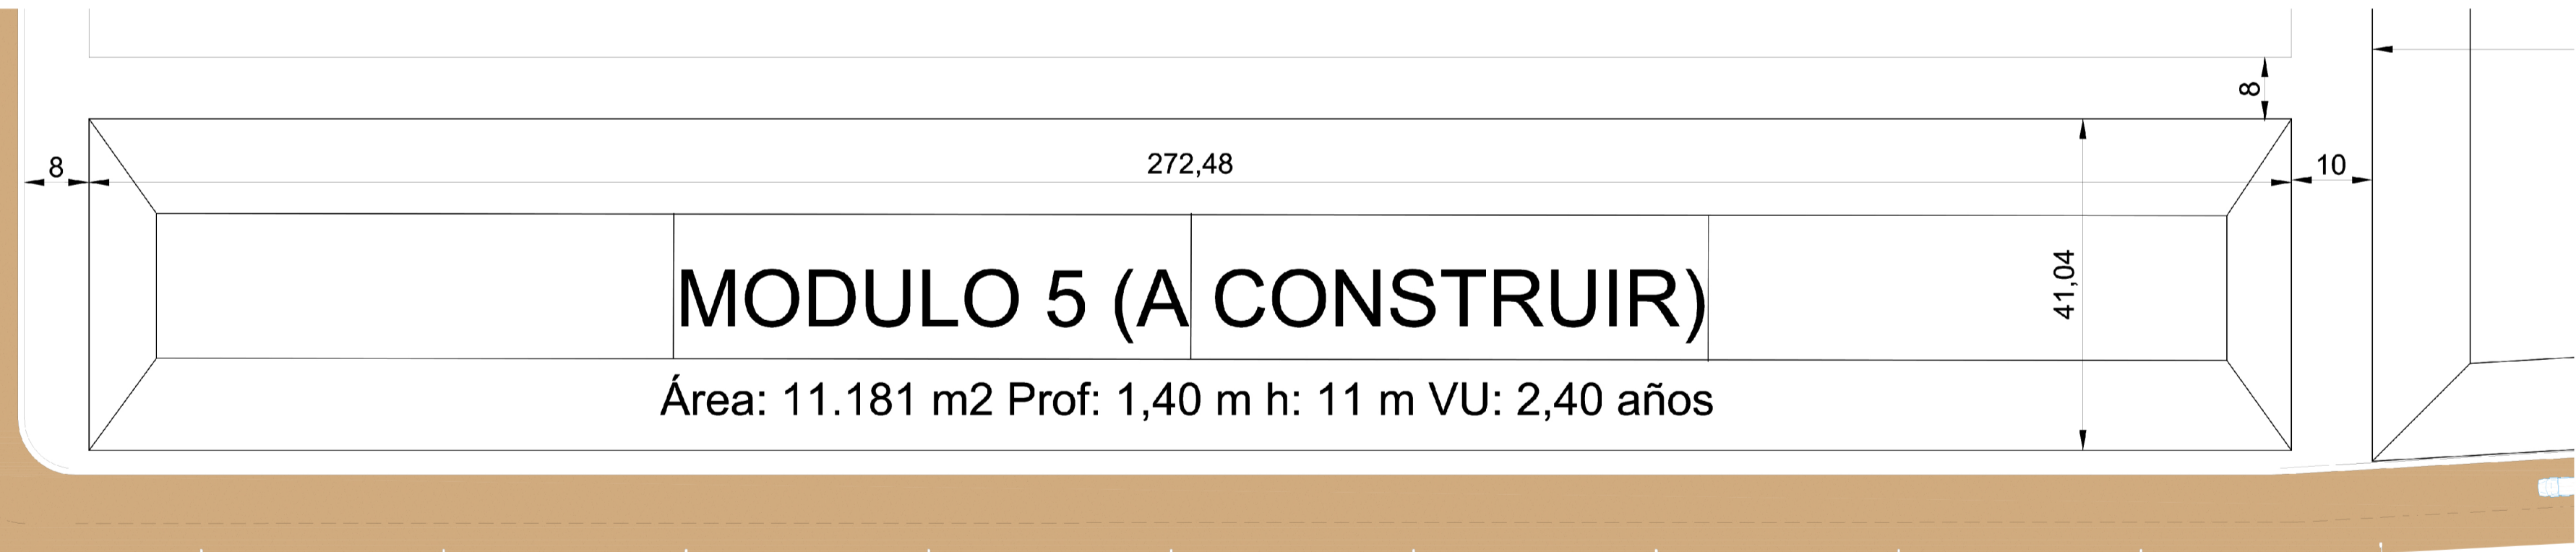 8
8
272,48
10
41,04
MODULO 5 (A CONSTRUIR)
Área: 11.181 m2 Prof: 1,40 m h: 11 m VU: 2,40 años